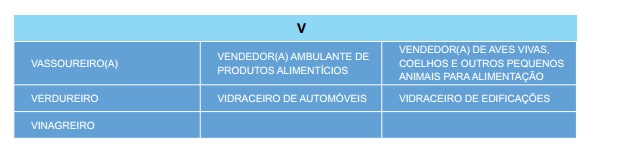 V
VASSOUREIRO(A)
VENDEDOR(A) AMBULANTE DE
PRODUTOS ALIMENTÍCIOS
VENDEDOR(A) DE AVES VIVAS,
COELHOS E OUTROS PEQUENOS
ANIMAIS PARA ALIMENTAÇÃO
VERDUREIRO
VIDRACEIRO DE AUTOMÓVEIS
VIDRACEIRO DE EDIFICAÇÕES
VINAGREIRO